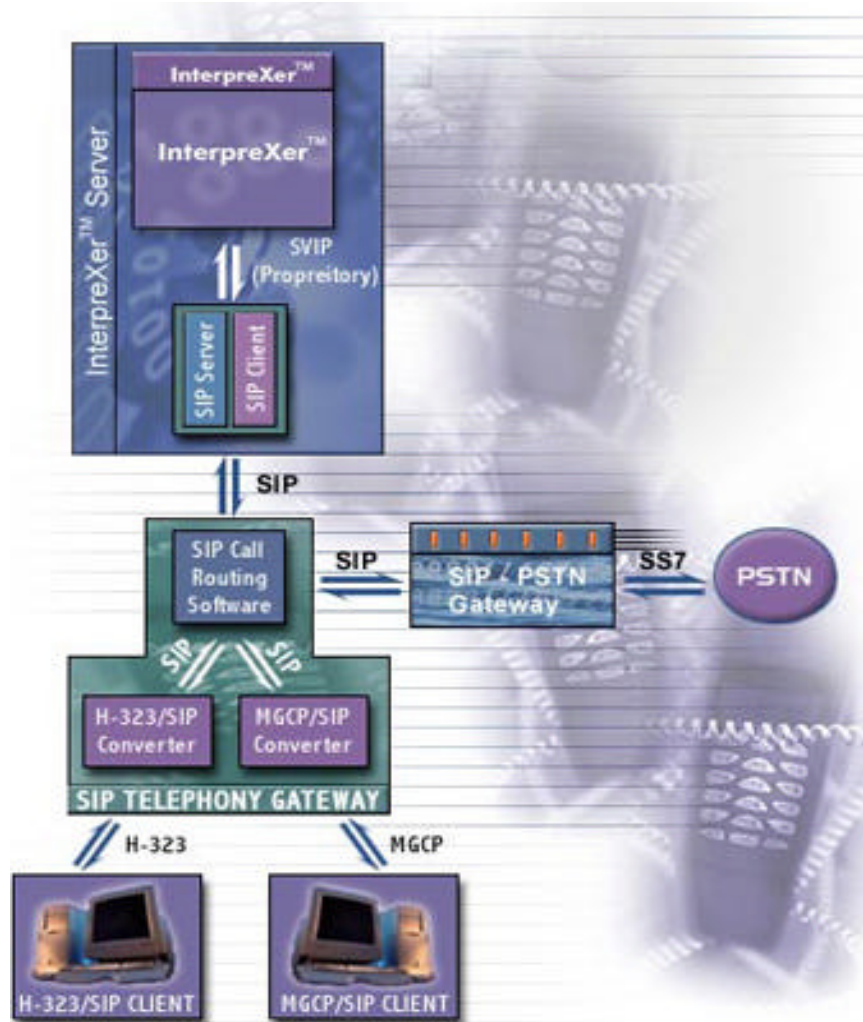 InterpreXer™
InterpreXer™
InterpreXer™ Server
SVIP
(Propreitory)
SIP Server
SIP Client
SIP
SIP Call
Routing
Software
SIP
SIP / PSTN
Gateway
SS7
PSTN
SIP
SIP
H-323/SIP
Converter
MGCP/SIP
Converter
SIP TELEPHONY GATEWAY
H-323
MGCP
H-323/SIP CLIENT
MGCP/SIP CLIENT